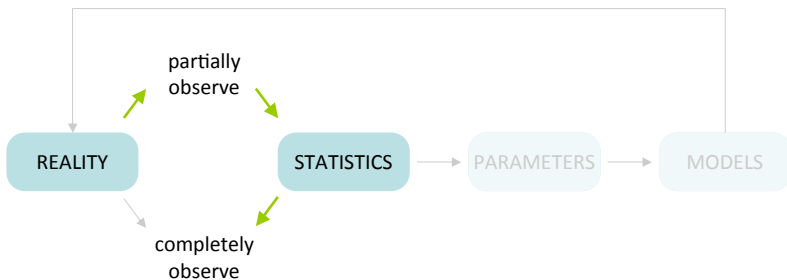 partially
observe
REALITY
STATISTICS
PARAMETERS
MODELS
completely
observe